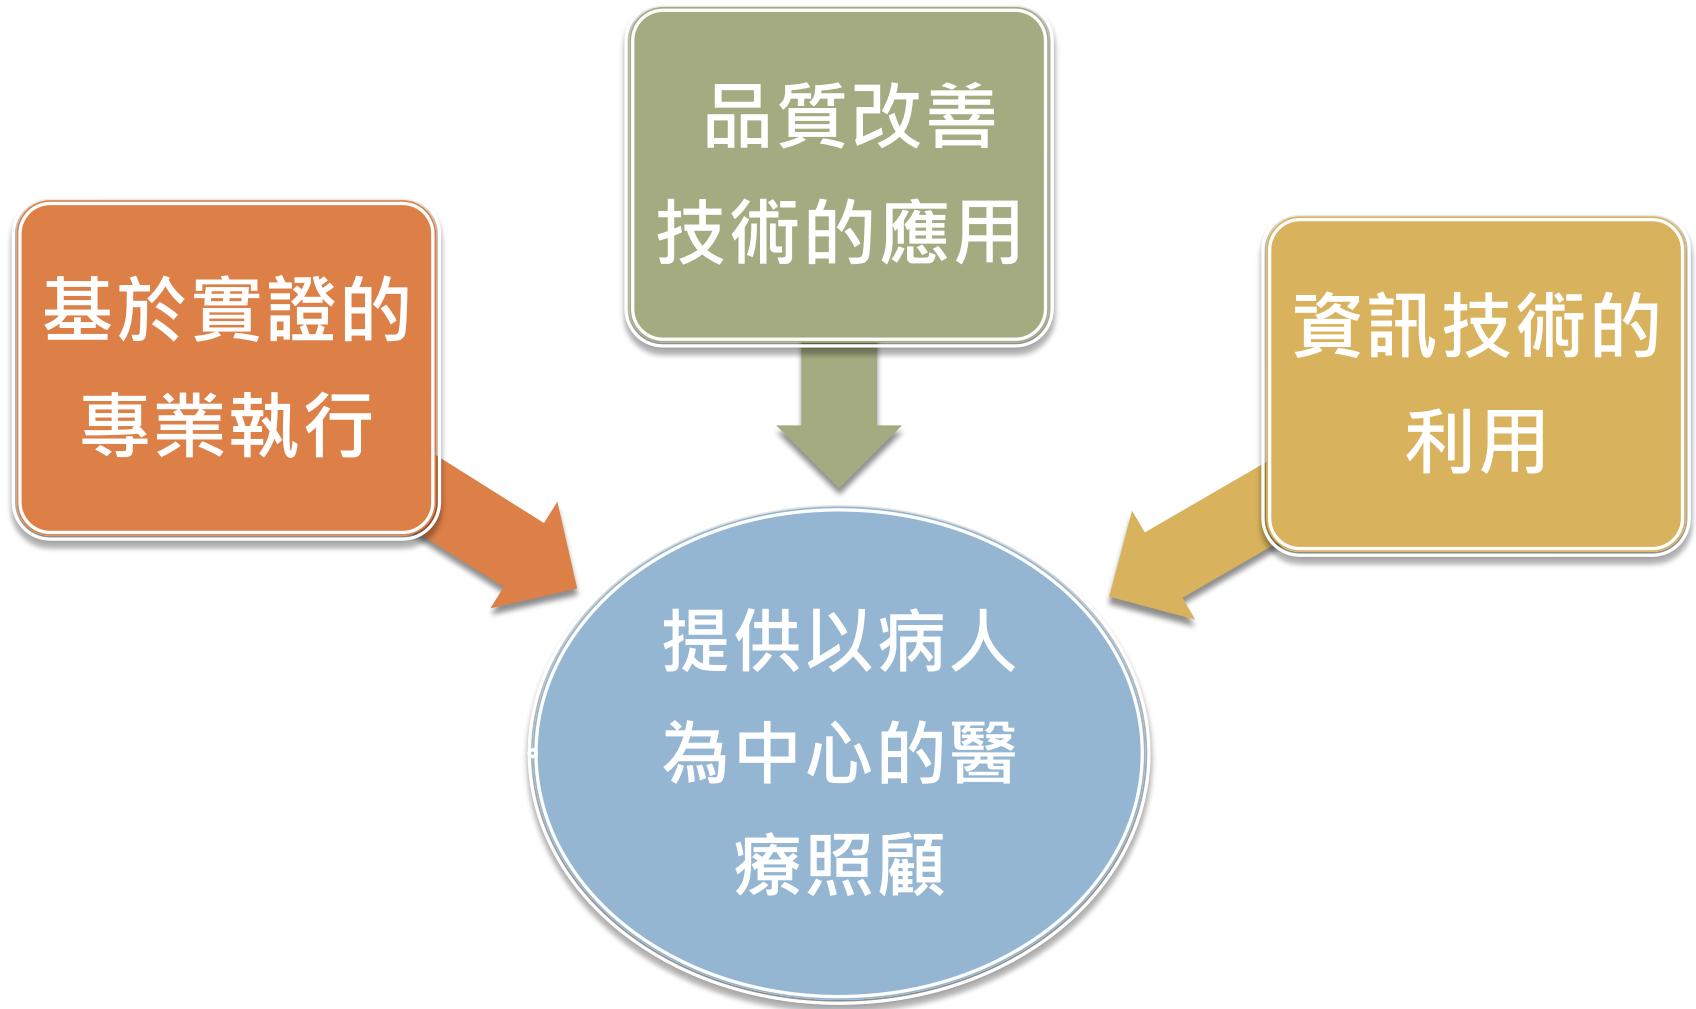 品質改善
技術的應用
基於實證的
專業執行
資訊技術的
利用
提供以病人
為中心的醫
療照顧